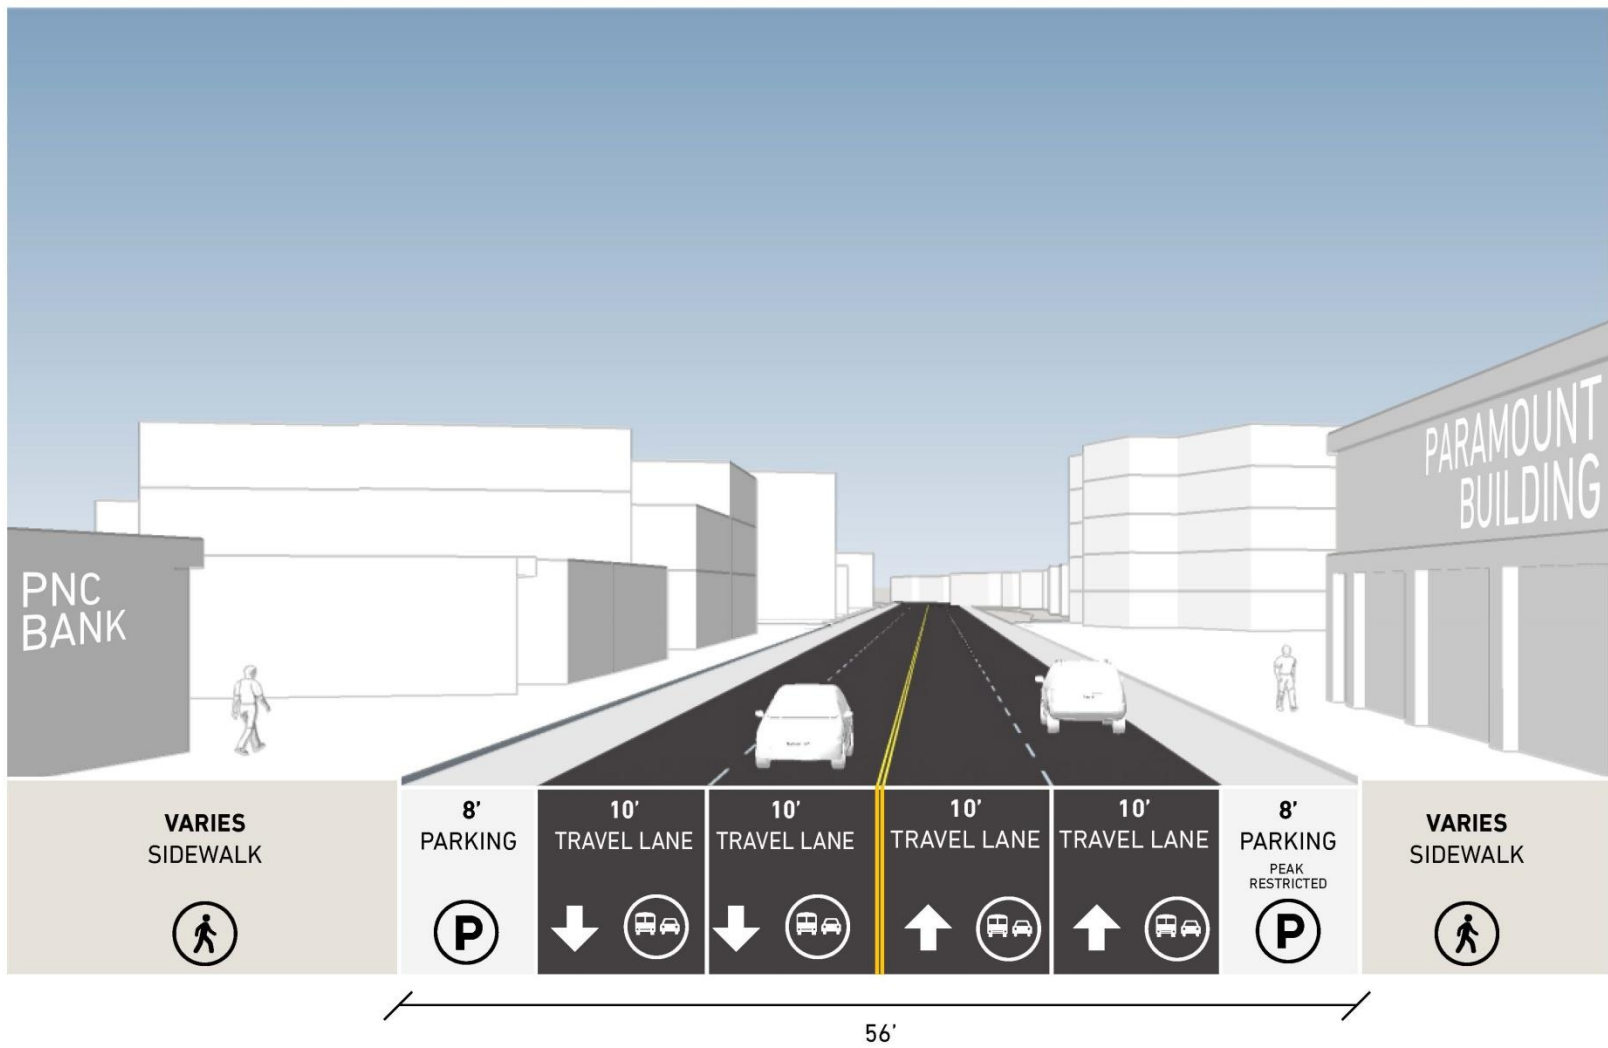 PARAMOUNT
BUILDING
PNC
BANK
VARIES
SIDEWALK
8'
PARKING
10'
TRAVEL LANE
10'
TRAVEL LANE
10'
TRAVEL LANE
10'
TRAVEL LANE
8'
PARKING
PEAK
RESTRICTED
VARIES
SIDEWALK
P
P
56'